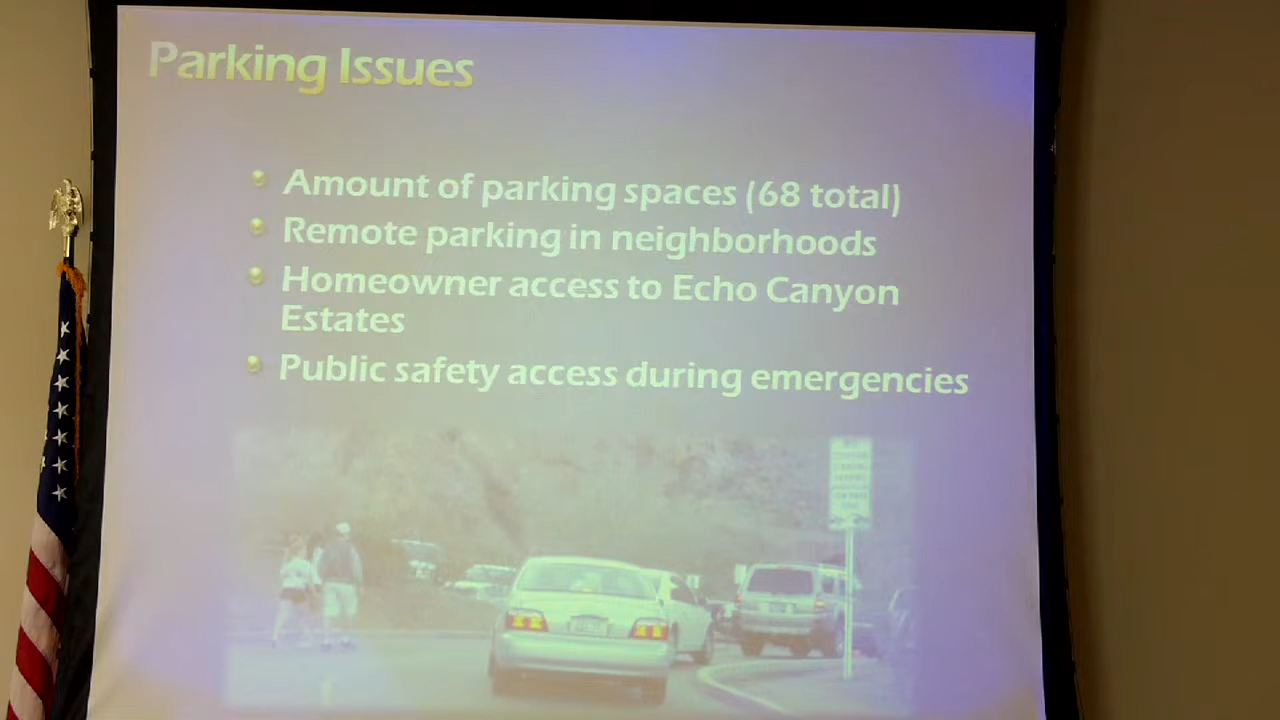 Parking Issues
Amount of parking spaces (68 total)
Remote parking in neighborhoods
Homeowner access to Echo Canyon
Estates
Public safety access during emergencies